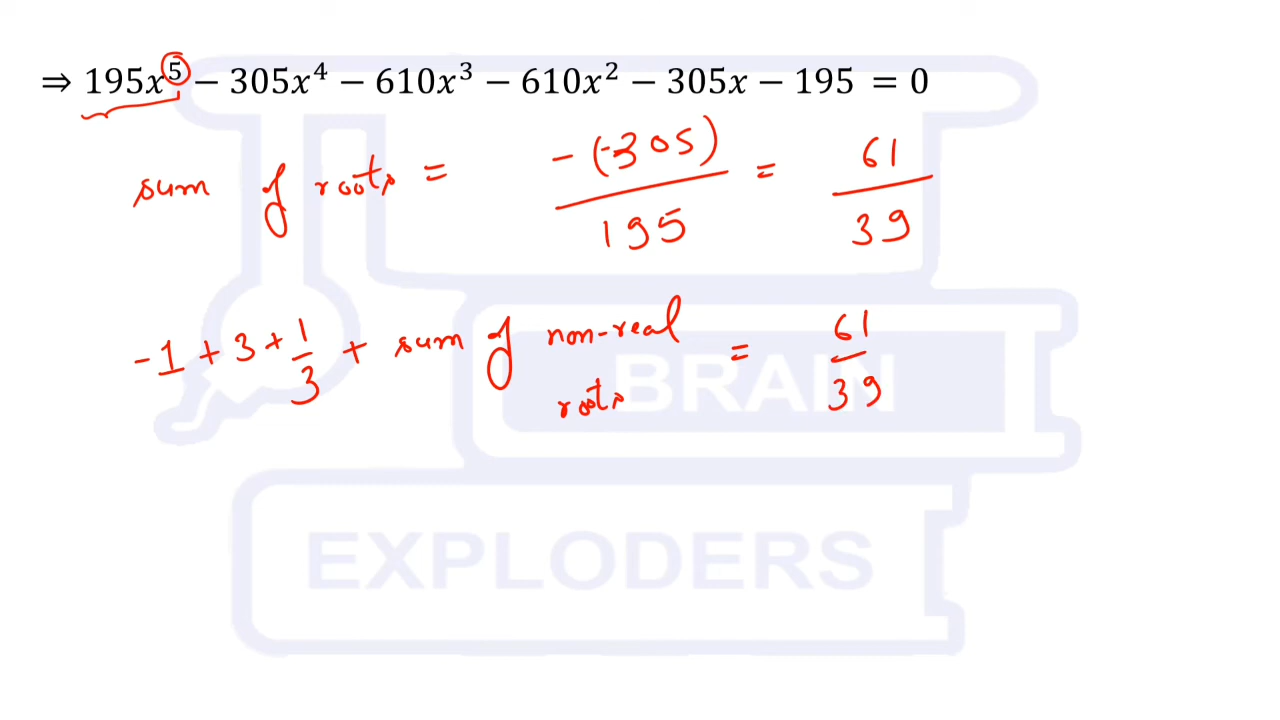 ⇒ 195x⁵ − 305x⁴ − 610x³ − 610x² − 305x − 195 = 0
sum of roots = -(-305)/195 = 61/39
-1 + 3 + 1/3 + sum of non-real roots = 61/39
BRAIN
EXPLODERS